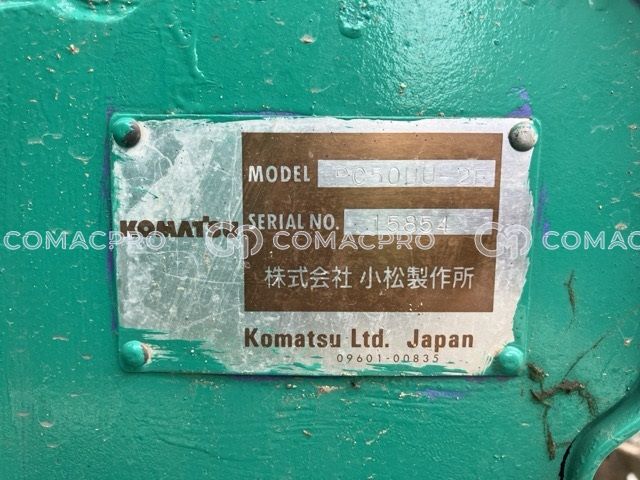 MODEL PC50UU-2E
KOMATSU SERIAL NO. 15854
COMACPRO COMACPRO COMACPRO
株式会社 小松製作所
Komatsu Ltd. Japan
09601-00835